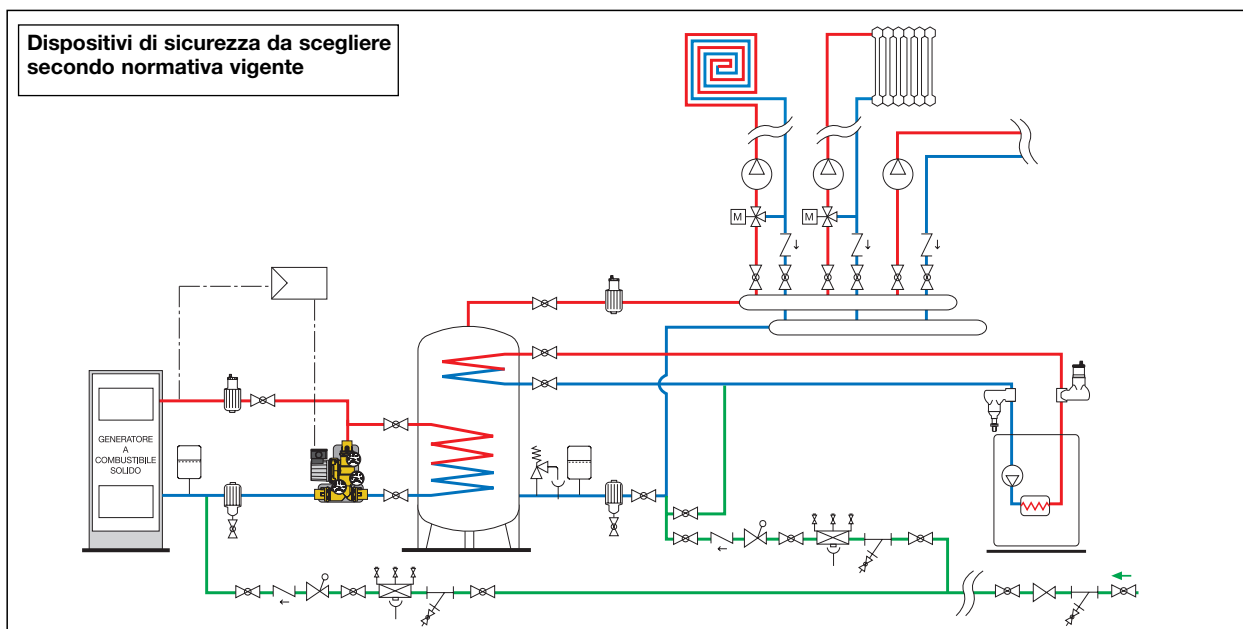 Dispositivi di sicurezza da scegliere
secondo normativa vigente
M
M
GENERATORE
A
COMBUSTIBILE
SOLIDO